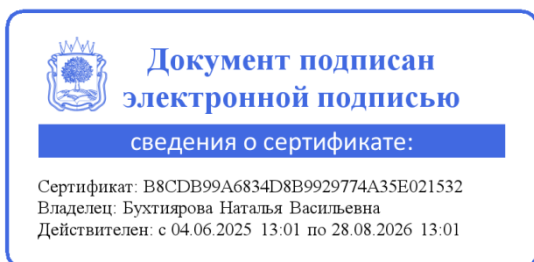 Документ подписан
электронной подписью
сведения о сертификате:
Сертификат: B8CDB99A6834D8B9929774A35E021532
Владелец: Бухтиярова Наталья Васильевна
Действителен: с 04.06.2025 13:01 по 28.08.2026 13:01